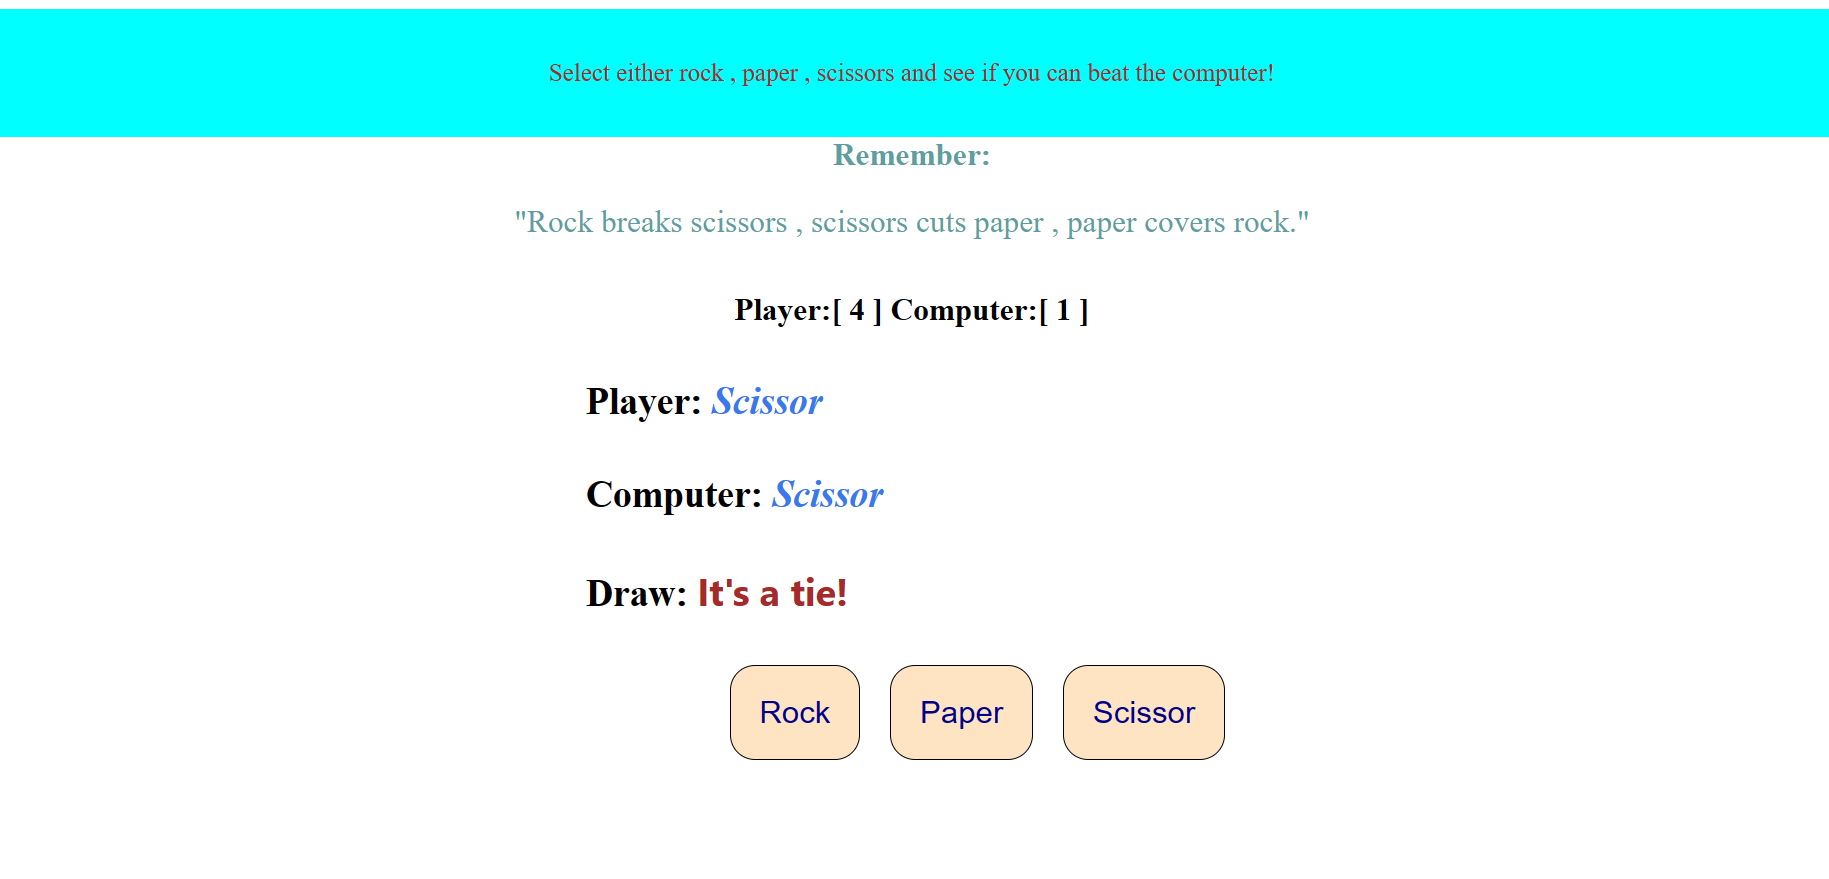 Select either rock , paper , scissors and see if you can beat the computer!
Remember:
"Rock breaks scissors , scissors cuts paper , paper covers rock."
Player:[ 4 ] Computer:[ 1 ]
Player: Scissor
Computer: Scissor
Draw: It's a tie!
Rock Paper Scissor